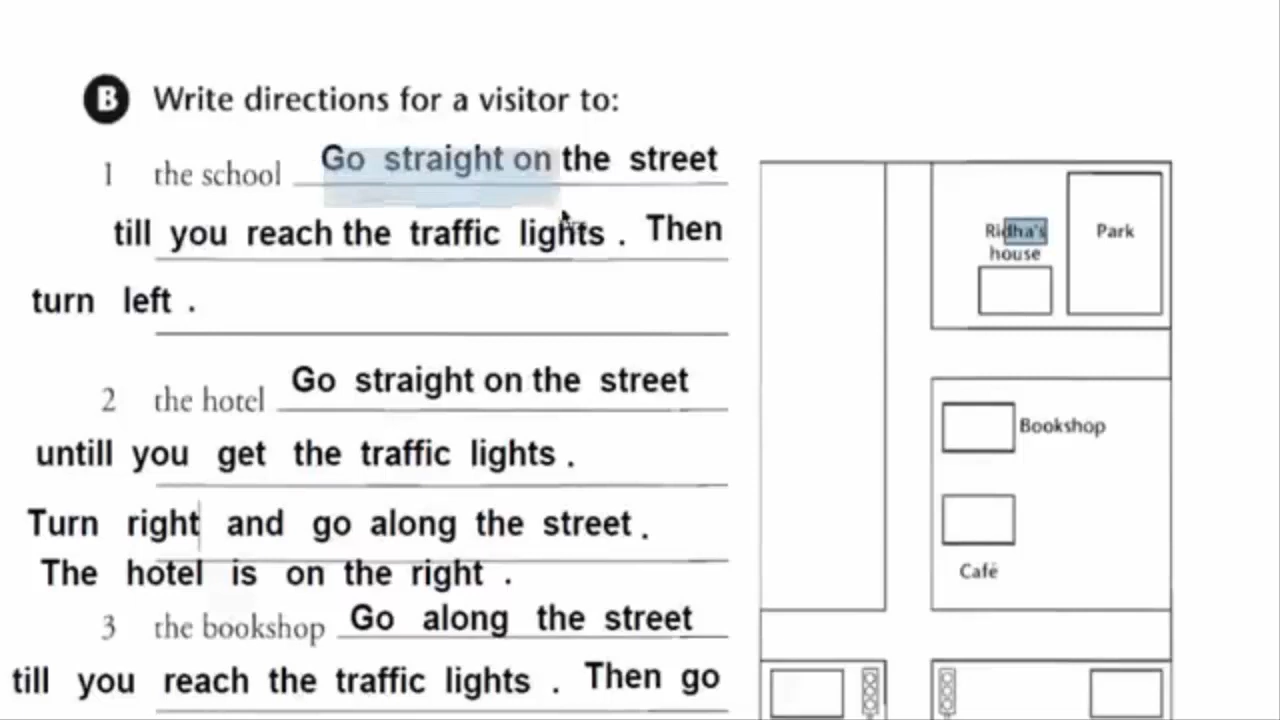 B Write directions for a visitor to:
1 the school Go straight on the street
till you reach the traffic lights . Then
turn left .
2 the hotel Go straight on the street
untill you get the traffic lights .
Turn right and go along the street .
The hotel is on the right .
3 the bookshop Go along the street
till you reach the traffic lights . Then go
Ridha's
house
Park
Bookshop
Café